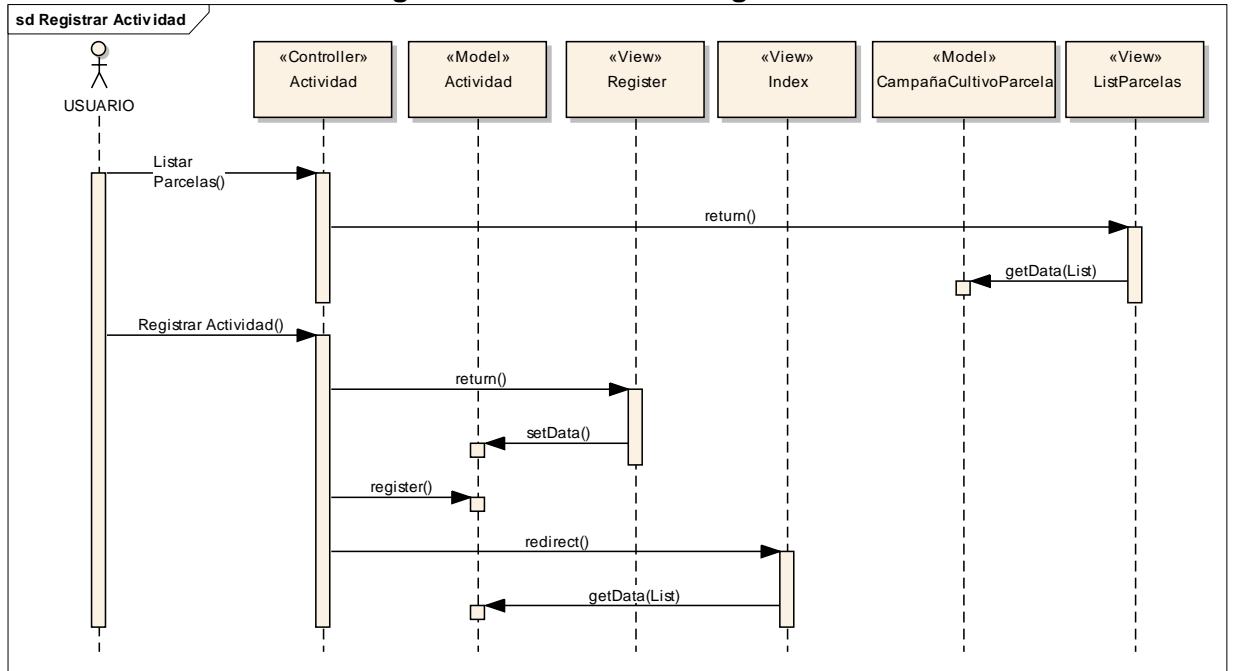 sd Registrar Actividad
USUARIO
«Controller»
Actividad
«Model»
Actividad
«View»
Register
«View»
Index
«Model»
CampañaCultivoParcela
«View»
ListParcelas
Listar
Parcelas()
return()
getData(List)
Registrar Actividad()
return()
setData()
register()
redirect()
getData(List)